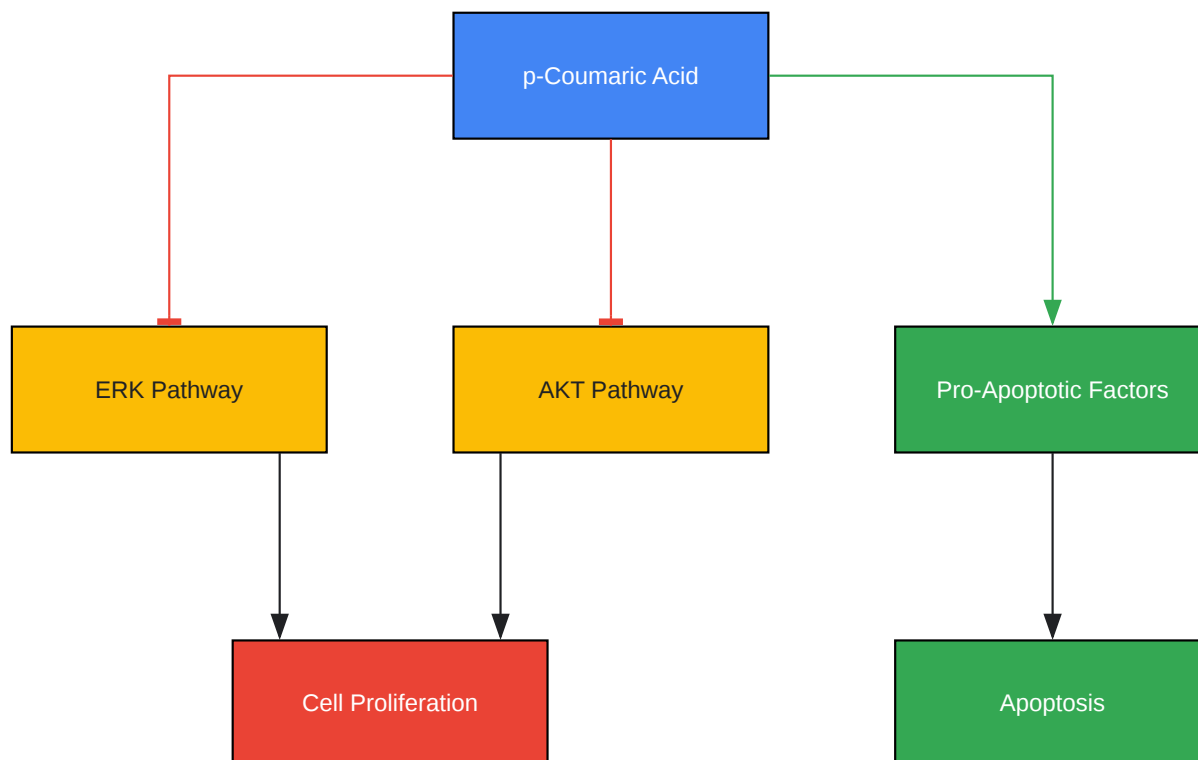 p-Coumaric Acid
ERK Pathway
AKT Pathway
Pro-Apoptotic Factors
Cell Proliferation
Apoptosis